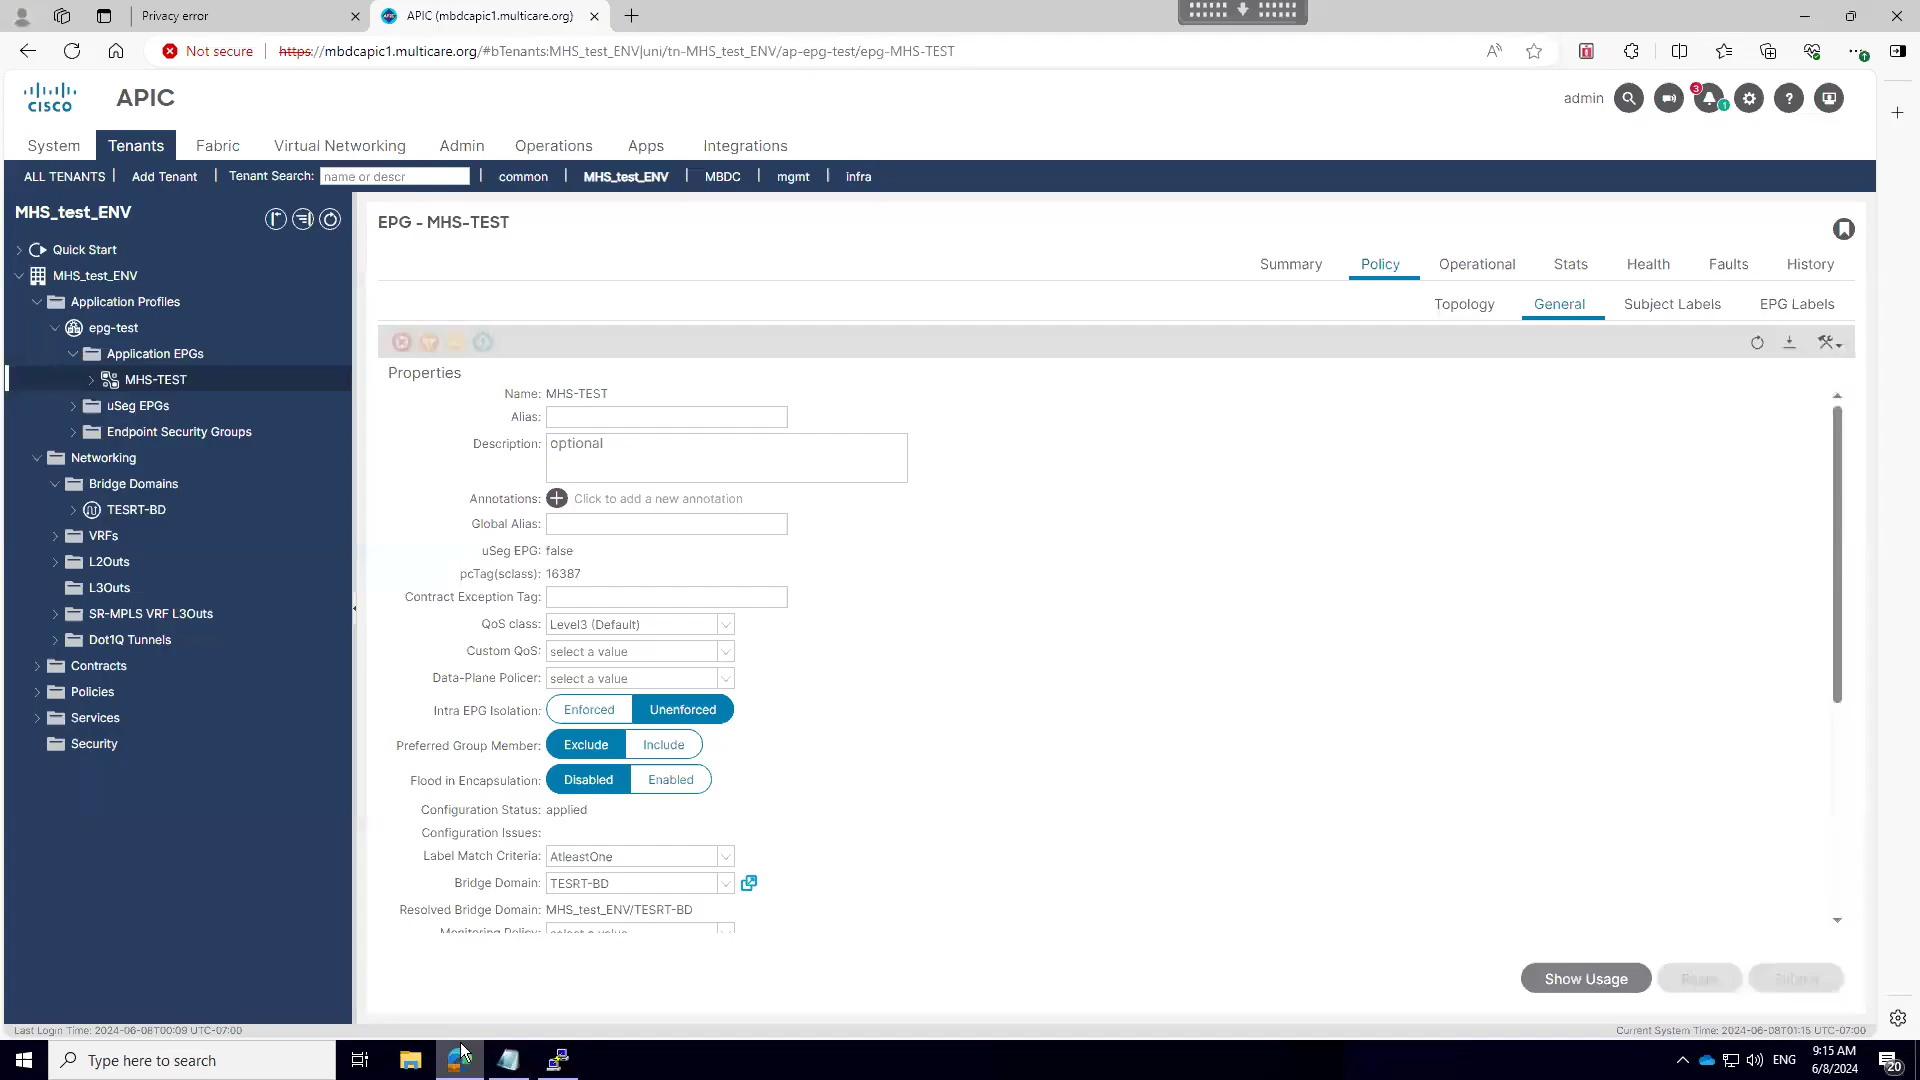 Privacy error
APIC (mbdcapic1.multicare.org)
Not secure
https://mbdcapic1.multicare.org/#bTenants:MHS_test_ENV|uni/tn-MHS_test_ENV/ap-epg-test/epg-MHS-TEST
CISCO
APIC
admin
3
1
System
Tenants
Fabric
Virtual Networking
Admin
Operations
Apps
Integrations
ALL TENANTS | Add Tenant | Tenant Search: name or descr | common | MHS_test_ENV | MBDC | mgmt | infra
MHS_test_ENV
Quick Start
MHS_test_ENV
Application Profiles
epg-test
Application EPGs
MHS-TEST
uSeg EPGs
Endpoint Security Groups
Networking
Bridge Domains
TESRT-BD
VRFs
L2Outs
L3Outs
SR-MPLS VRF L3Outs
Dot1Q Tunnels
Contracts
Policies
Services
Security
EPG - MHS-TEST
Summary
Policy
Operational
Stats
Health
Faults
History
Topology
General
Subject Labels
EPG Labels
Properties
Name: MHS-TEST
Alias:
Description: optional
Annotations: Click to add a new annotation
Global Alias:
uSeg EPG: false
pcTag(sclass): 16387
Contract Exception Tag:
QoS class: Level3 (Default)
Custom QoS: select a value
Data-Plane Policer: select a value
Intra EPG Isolation: Enforced Unenforced
Preferred Group Member: Exclude Include
Flood in Encapsulation: Disabled Enabled
Configuration Status: applied
Configuration Issues:
Label Match Criteria: AtleastOne
Bridge Domain: TESRT-BD
Resolved Bridge Domain: MHS_test_ENV/TESRT-BD
Monitoring Policy: select a value
Show Usage
Last Login Time: 2024-06-08T00:09 UTC-07:00
Current System Time: 2024-06-08T01:15 UTC-07:00
Type here to search
ENG
9:15 AM
6/8/2024
20